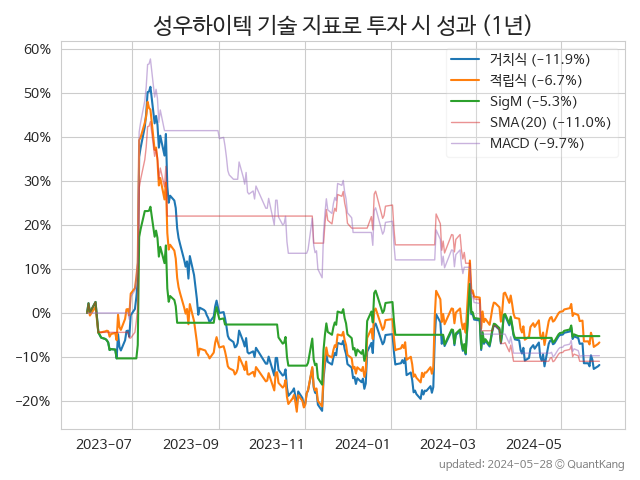 성우하이텍 기술 지표로 투자 시 성과 (1년)
60%
50%
40%
30%
20%
10%
0%
−10%
−20%
거치식 (−11.9%)
적립식 (−6.7%)
SigM (−5.3%)
SMA(20) (−11.0%)
MACD (−9.7%)
2023−07
2023−09
2023−11
2024−01
2024−03
2024−05
updated: 2024−05−28 © QuantKang